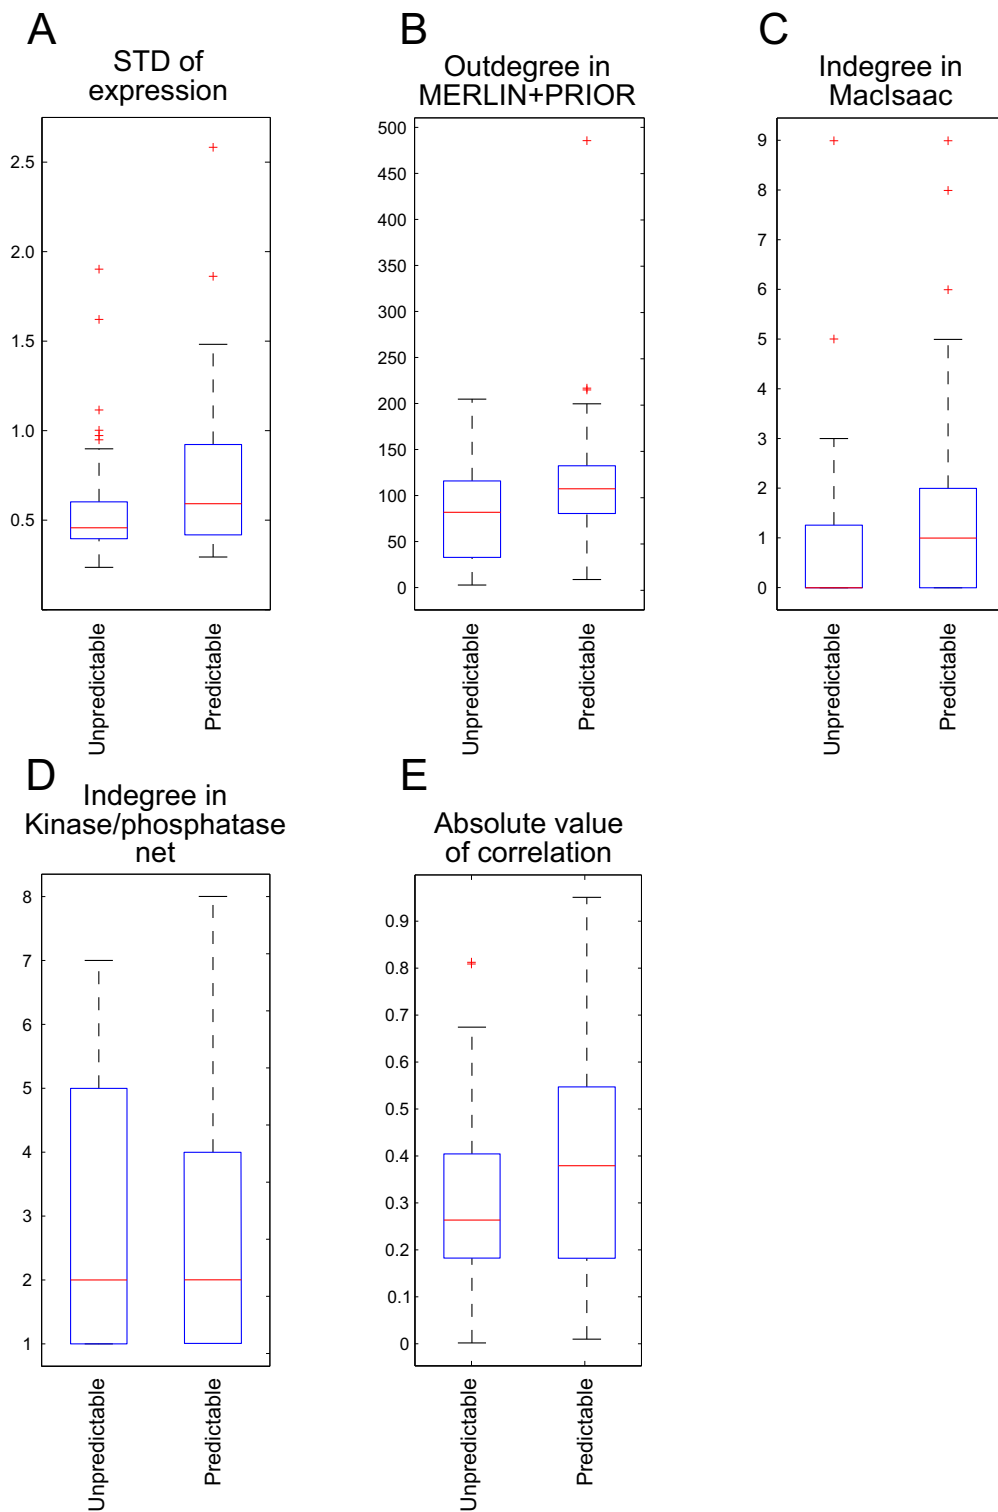 A
STD of
expression
2.5
2.0
1.5
1.0
0.5
Unpredictable
Predictable
B
Outdegree in
MERLIN+PRIOR
500
450
400
350
300
250
200
150
100
50
0
Unpredictable
Predictable
C
Indegree in
MacIsaac
9
8
7
6
5
4
3
2
1
0
Unpredictable
Predictable
D
Indegree in
Kinase/phosphatase
net
8
7
6
5
4
3
2
1
Unpredictable
Predictable
E
Absolute value
of correlation
0.9
0.8
0.7
0.6
0.5
0.4
0.3
0.2
0.1
0
Unpredictable
Predictable